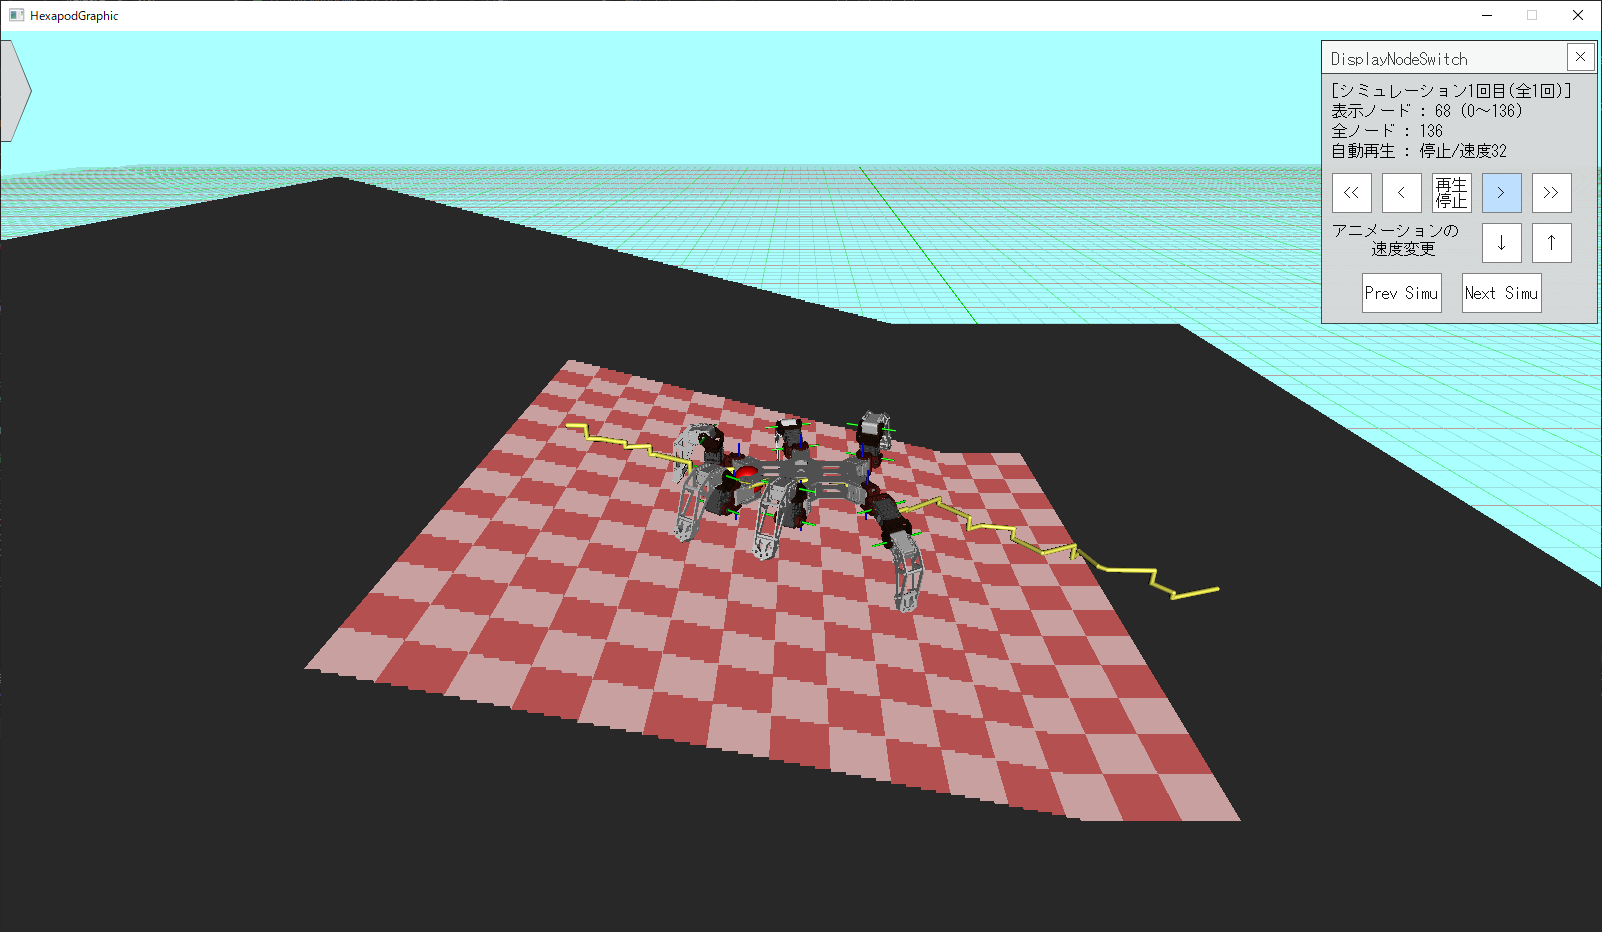 HexapodGraphic
DisplayNodeSwitch
[シミュレーション1回目(全1回)]
表示ノード : 68 (0～136)
全ノード : 136
自動再生 : 停止/速度32
<<
<
再生
停止
>
>>
アニメーションの
速度変更
↓
↑
Prev Simu
Next Simu